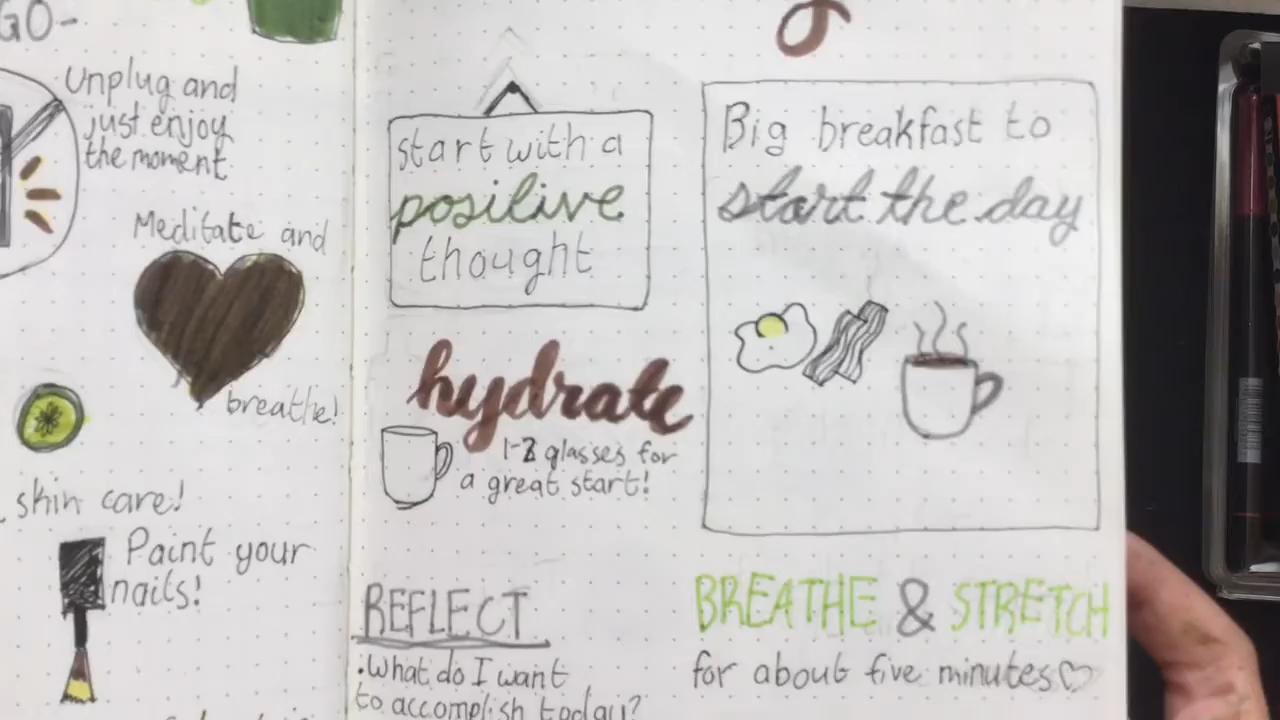 GO-
Unplug and
just enjoy
the moment
Meditate and
breathe!
skin care!
Paint your
nails!
g
start with a
positive
thought
hydrate
1-2 glasses for
a great start!
REFLECT
•What do I want
to accomplish today?
Big breakfast to
start the day
BREATHE & STRETCH
for about five minutes♡